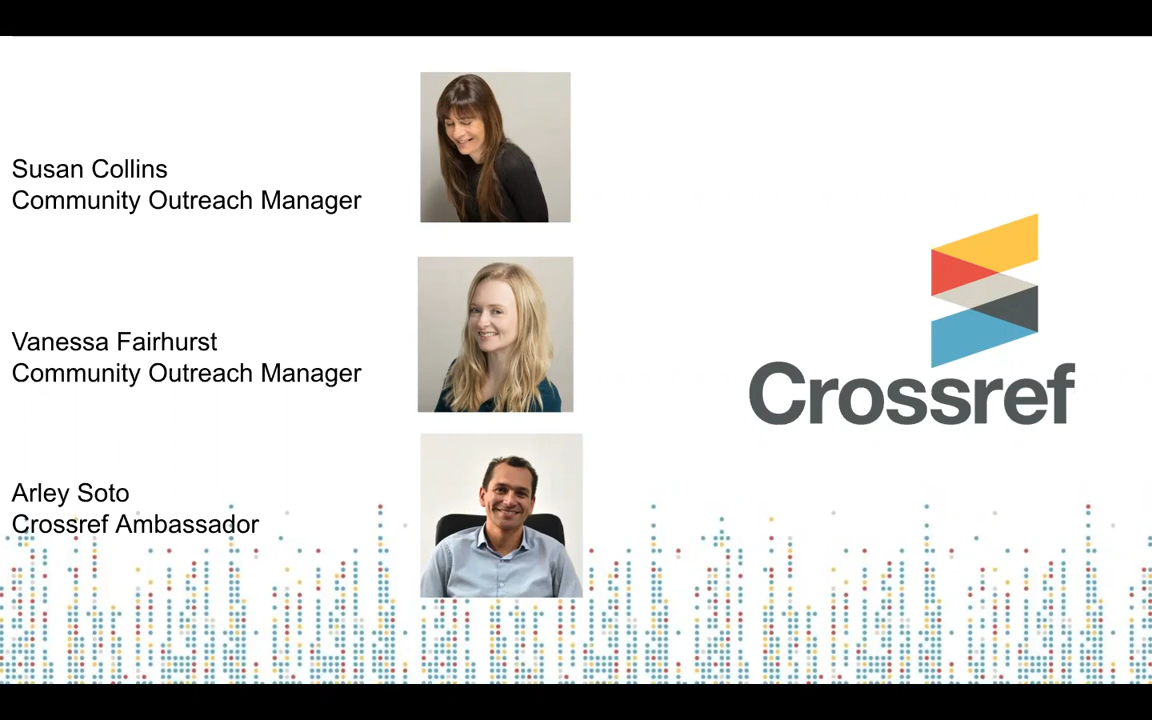 Susan Collins
Community Outreach Manager
Vanessa Fairhurst
Community Outreach Manager
Arley Soto
Crossref Ambassador
Crossref